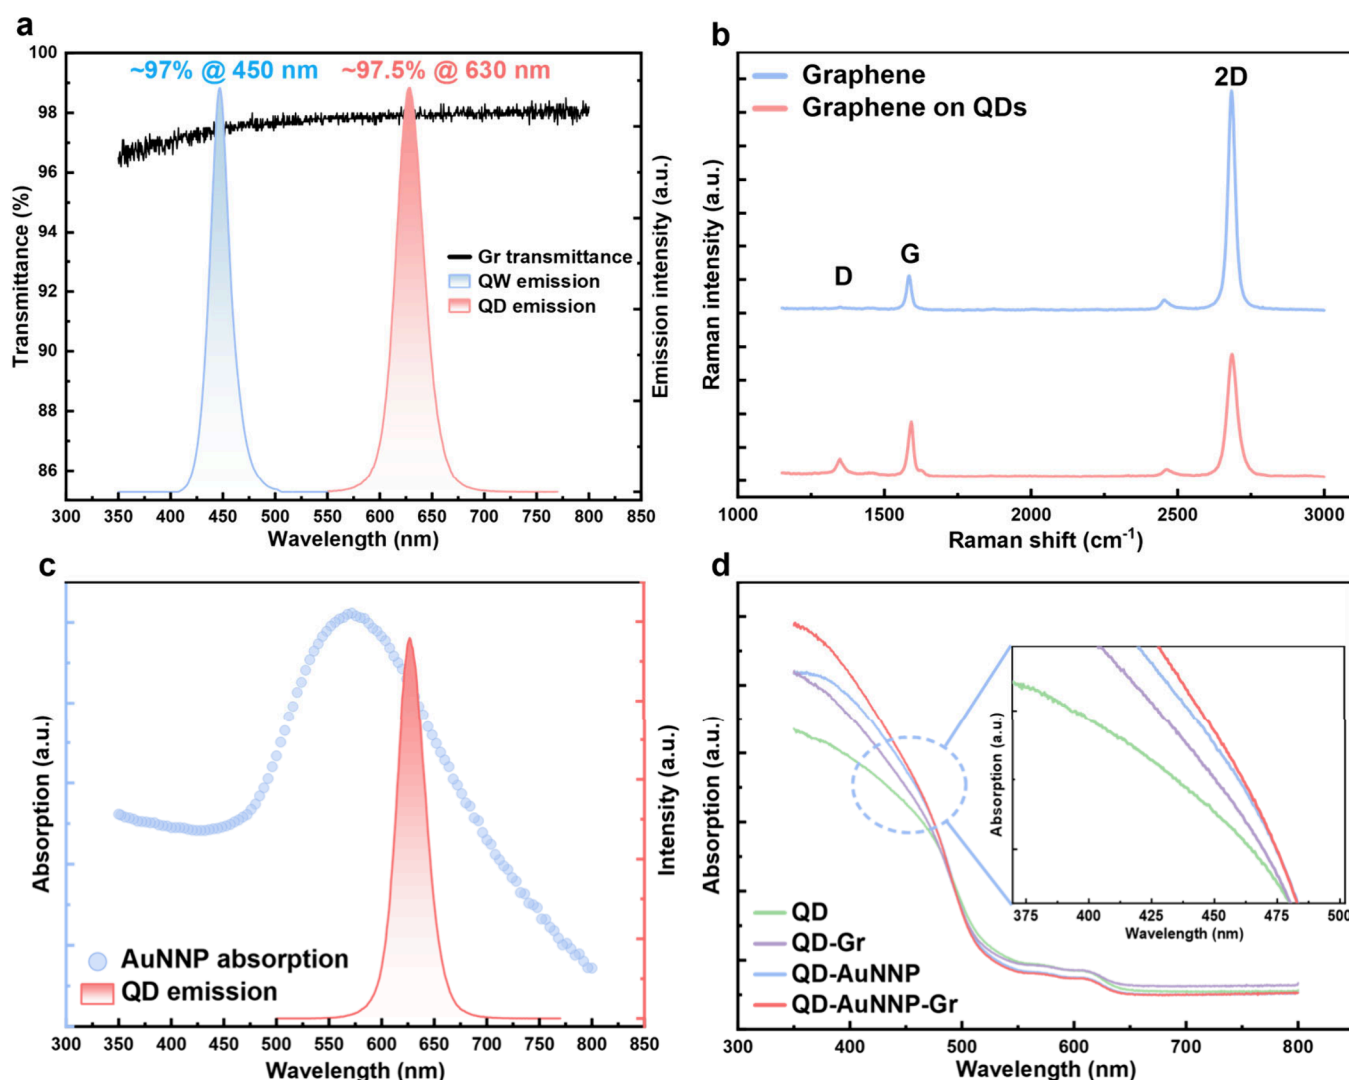 a
~97% @ 450 nm ~97.5% @ 630 nm
100
98
96
94
92
90
88
86
Transmittance (%)
Emission intensity (a.u.)
Gr transmittance
QW emission
QD emission
300 350 400 450 500 550 600 650 700 750 800 850
Wavelength (nm)
b
Graphene
Graphene on QDs
D
G
2D
Raman intensity (a.u.)
1000 1500 2000 2500 3000
Raman shift (cm⁻¹)
c
Absorption (a.u.)
Intensity (a.u.)
AuNNP absorption
QD emission
300 350 400 450 500 550 600 650 700 750 800 850
Wavelength (nm)
d
Absorption (a.u.)
QD
QD-Gr
QD-AuNNP
QD-AuNNP-Gr
300 400 500 600 700 800
Wavelength (nm)
Absorption (a.u.)
375 400 425 450 475 500
Wavelength (nm)